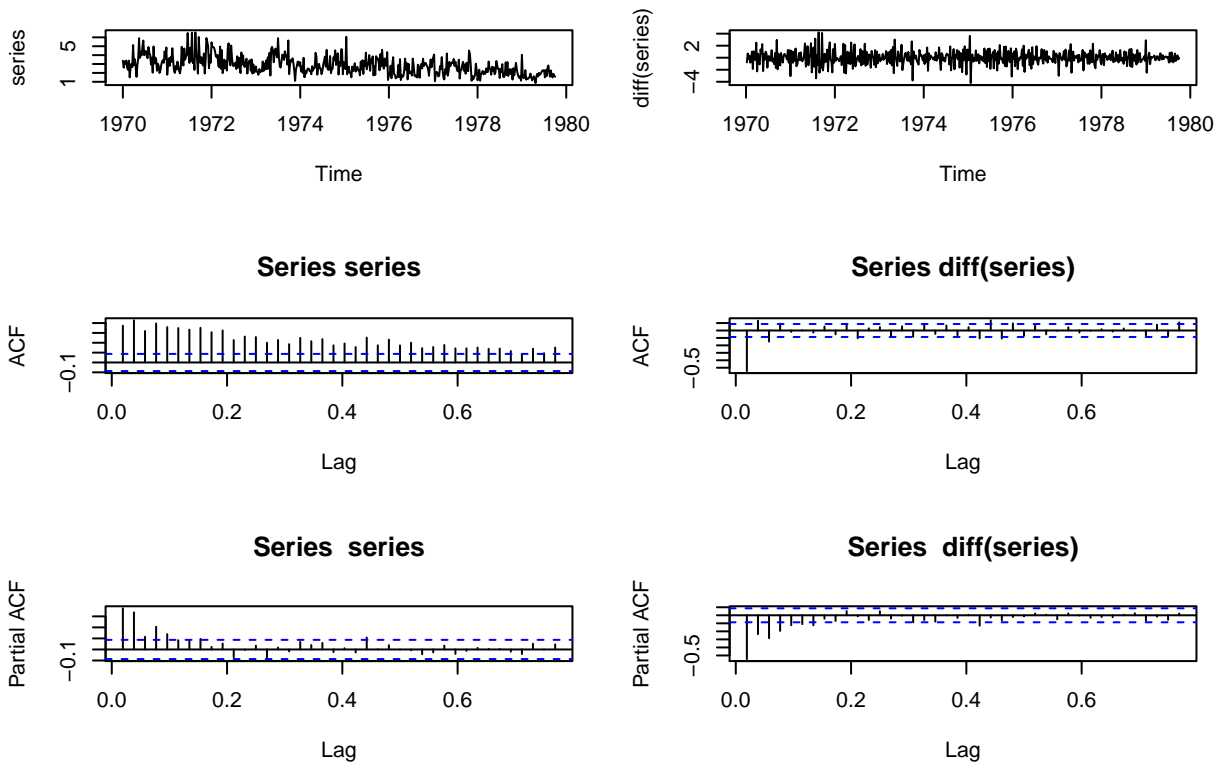 series
5
1
1970 1972 1974 1976 1978 1980
Time
diff(series)
2
−4
1970 1972 1974 1976 1978 1980
Time
Series series
ACF
−0.1
0.0 0.2 0.4 0.6
Lag
Series diff(series)
ACF
−0.5
0.0 0.2 0.4 0.6
Lag
Series series
Partial ACF
−0.1
0.0 0.2 0.4 0.6
Lag
Series diff(series)
Partial ACF
−0.5
0.0 0.2 0.4 0.6
Lag